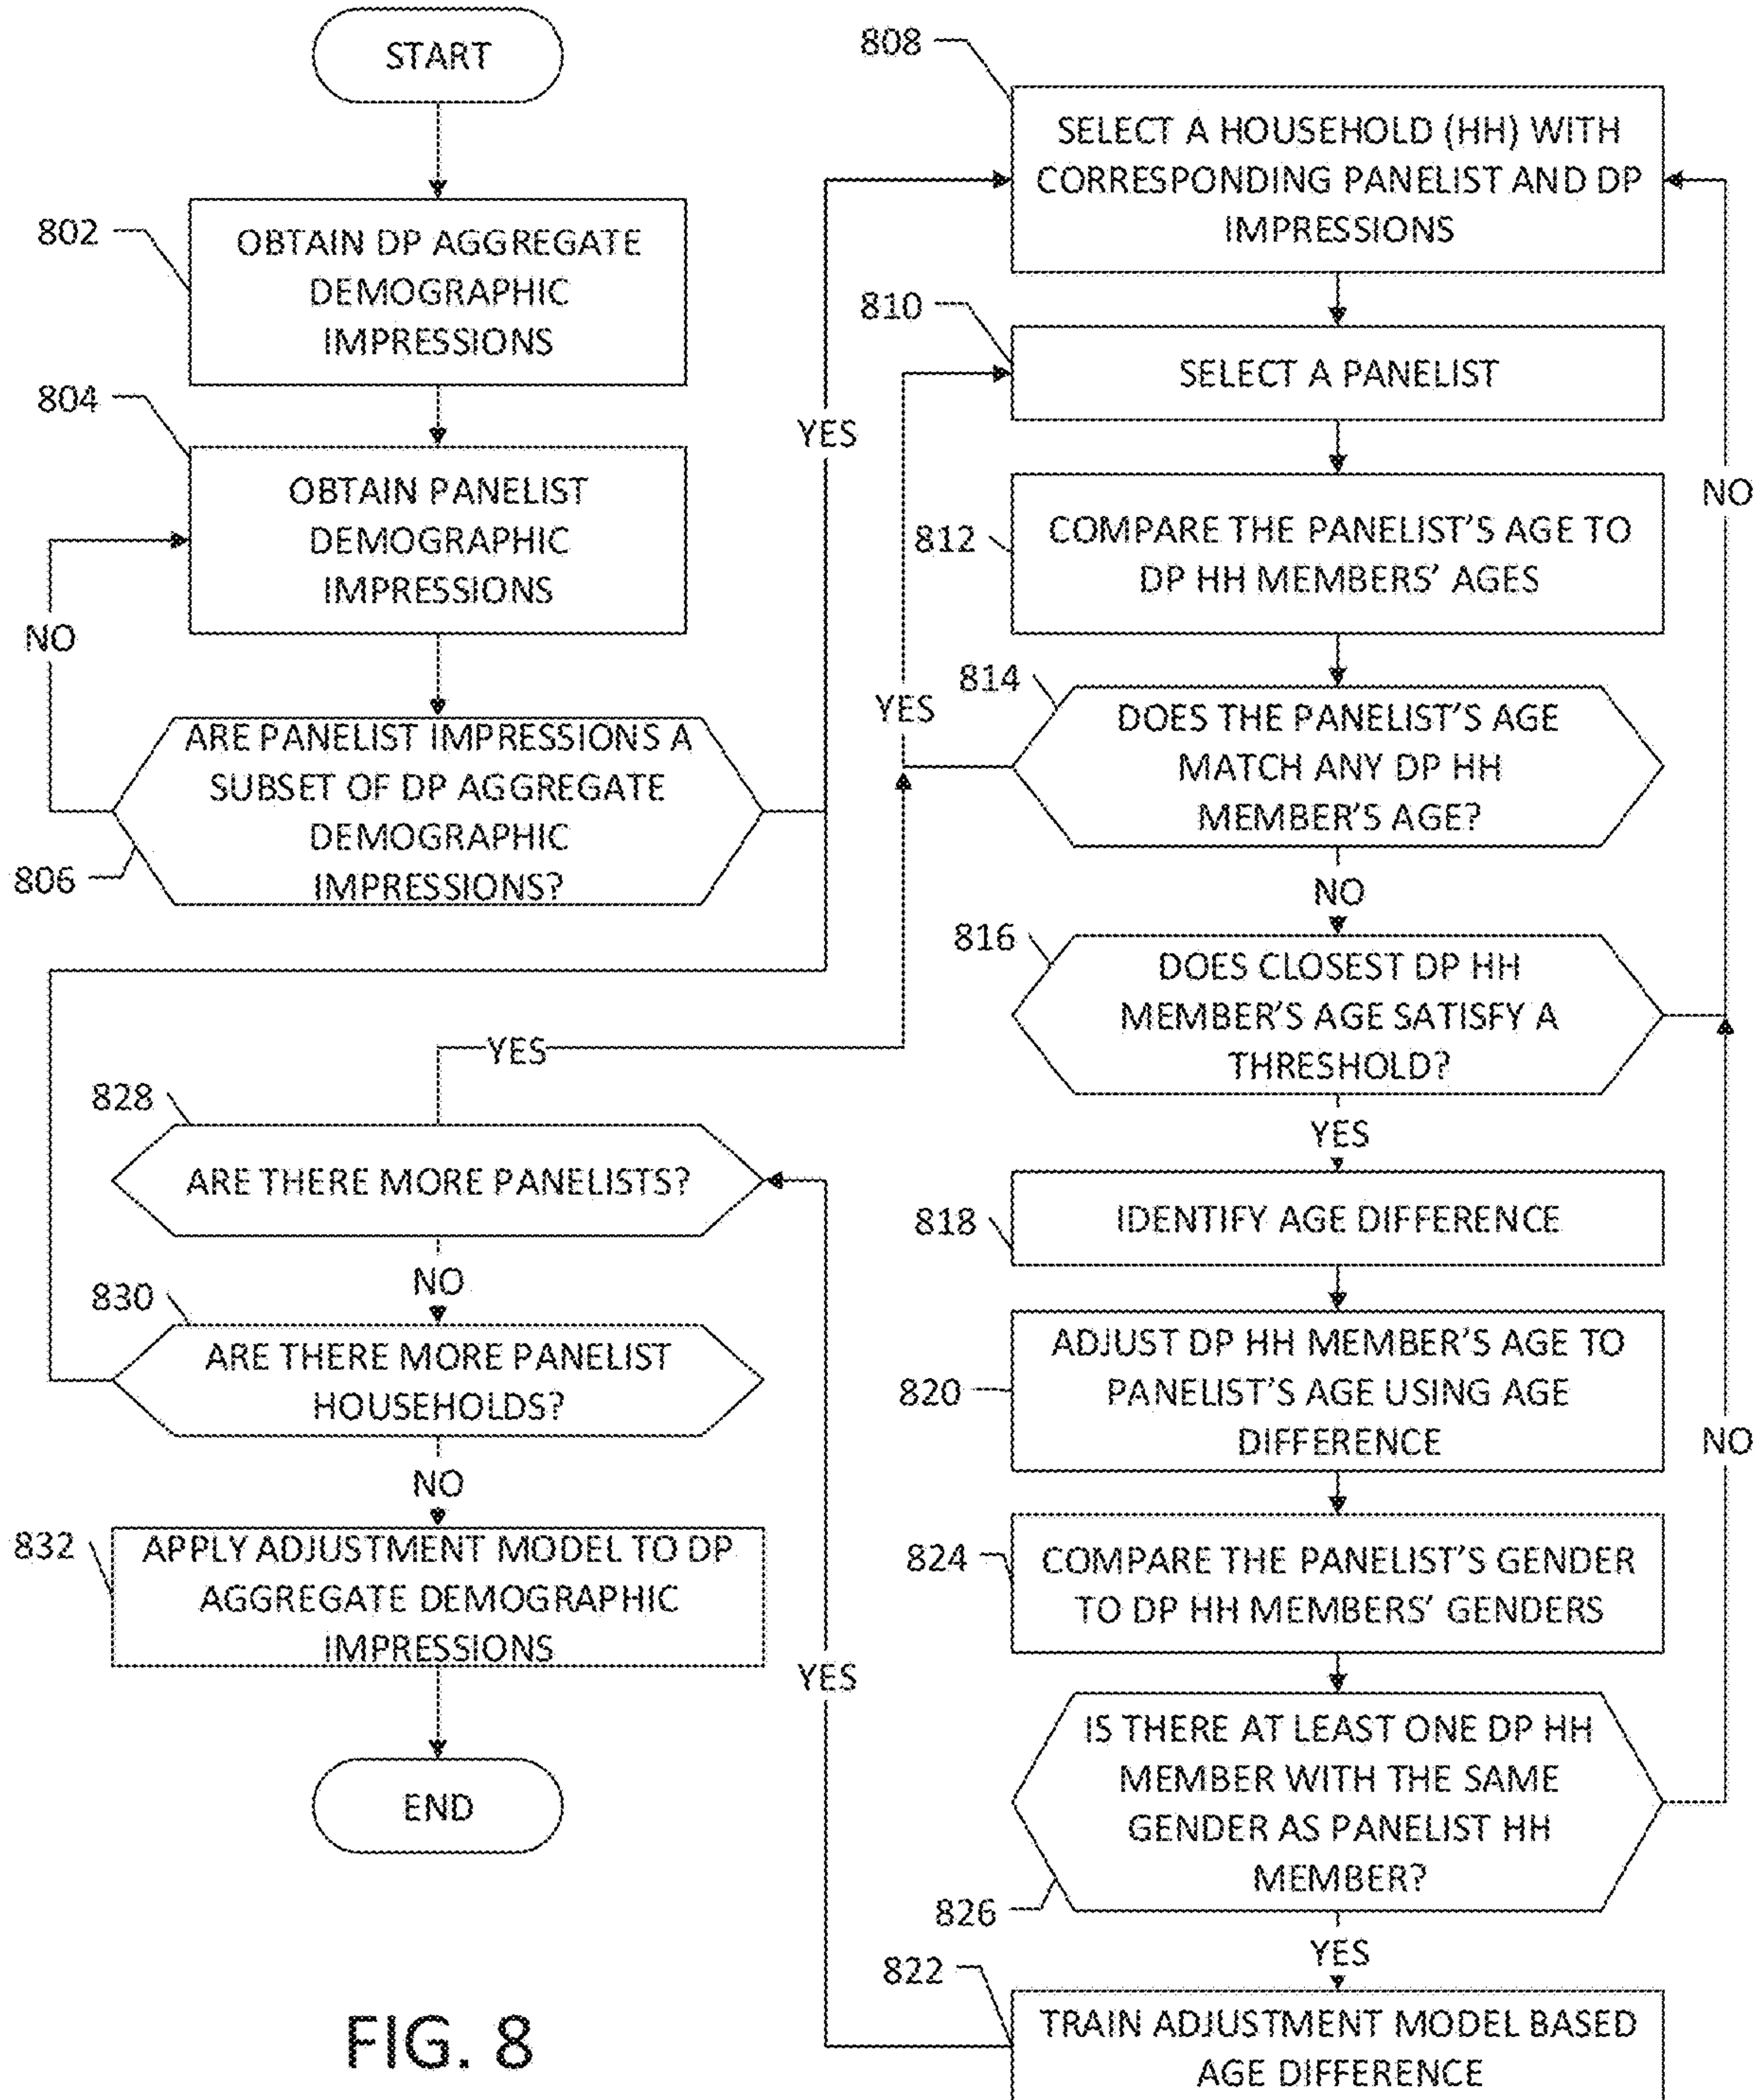 START
802
OBTAIN DP AGGREGATE
DEMOGRAPHIC
IMPRESSIONS
804
OBTAIN PANELIST
DEMOGRAPHIC
IMPRESSIONS
NO
ARE PANELIST IMPRESSIONS A
SUBSET OF DP AGGREGATE
DEMOGRAPHIC
IMPRESSIONS?
806
YES
808
SELECT A HOUSEHOLD (HH) WITH
CORRESPONDING PANELIST AND DP
IMPRESSIONS
810
SELECT A PANELIST
812
COMPARE THE PANELIST'S AGE TO
DP HH MEMBERS' AGES
NO
814
YES
DOES THE PANELIST'S AGE
MATCH ANY DP HH
MEMBER'S AGE?
NO
816
DOES CLOSEST DP HH
MEMBER'S AGE SATISFY A
THRESHOLD?
YES
818
IDENTIFY AGE DIFFERENCE
820
ADJUST DP HH MEMBER'S AGE TO
PANELIST'S AGE USING AGE
DIFFERENCE
NO
824
COMPARE THE PANELIST'S GENDER
TO DP HH MEMBERS' GENDERS
IS THERE AT LEAST ONE DP HH
MEMBER WITH THE SAME
GENDER AS PANELIST HH
MEMBER?
826
YES
822
TRAIN ADJUSTMENT MODEL BASED
AGE DIFFERENCE
YES
YES
828
ARE THERE MORE PANELISTS?
NO
830
ARE THERE MORE PANELIST
HOUSEHOLDS?
NO
832
APPLY ADJUSTMENT MODEL TO DP
AGGREGATE DEMOGRAPHIC
IMPRESSIONS
END
FIG. 8